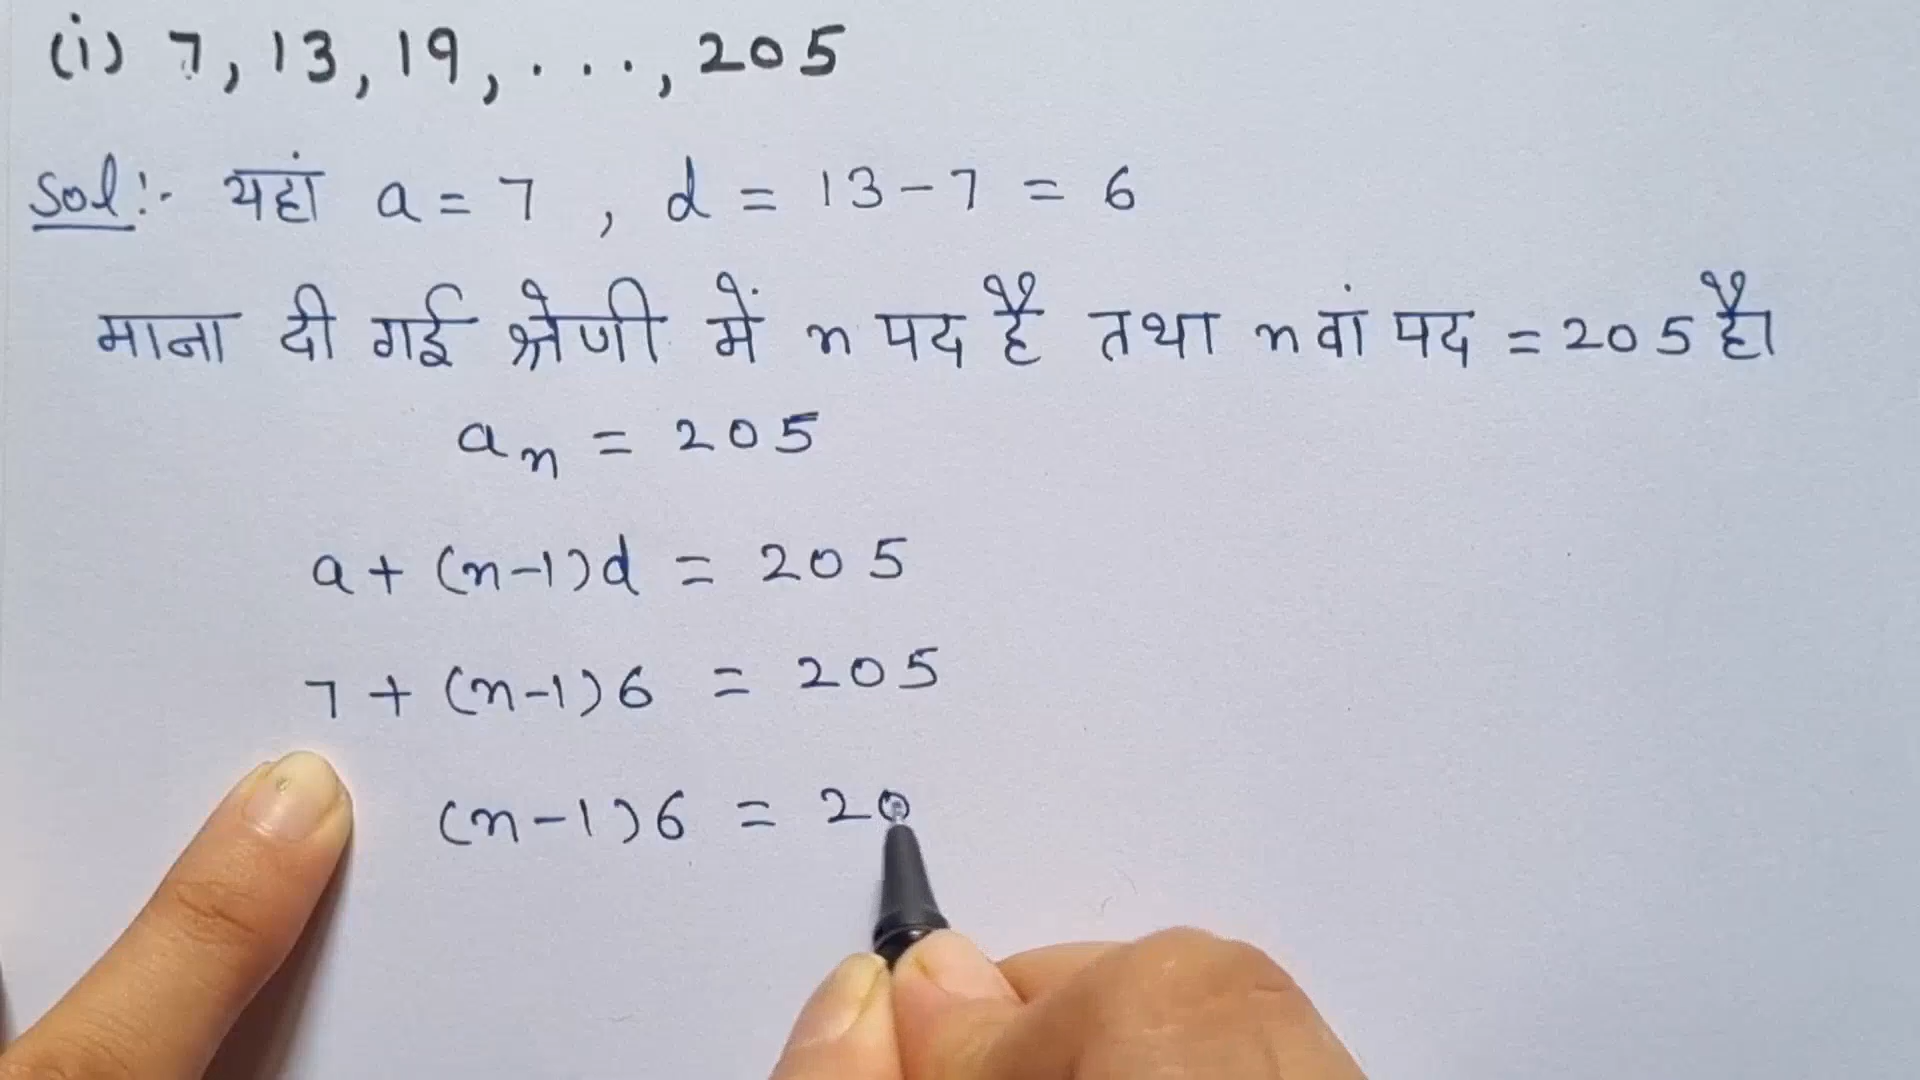 (i) 7, 13, 19, ..., 205
Sol:- यहां a = 7 , d = 13 - 7 = 6
माना दी गई श्रेणी में n पद है तथा n वां पद = 205 है।
aₙ = 205
a + (n-1)d = 205
7 + (n-1)6 = 205
(n-1)6 = 20